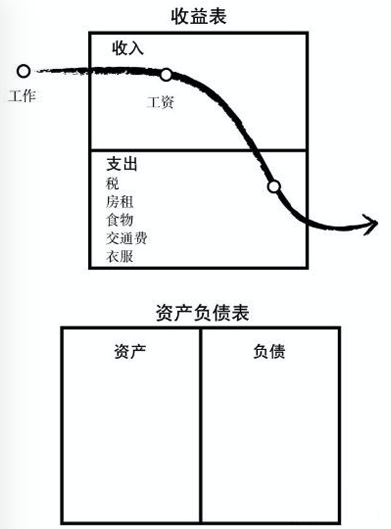 收益表
收入
工作
工资
支出
税
房租
食物
交通费
衣服
资产负债表
资产
负债